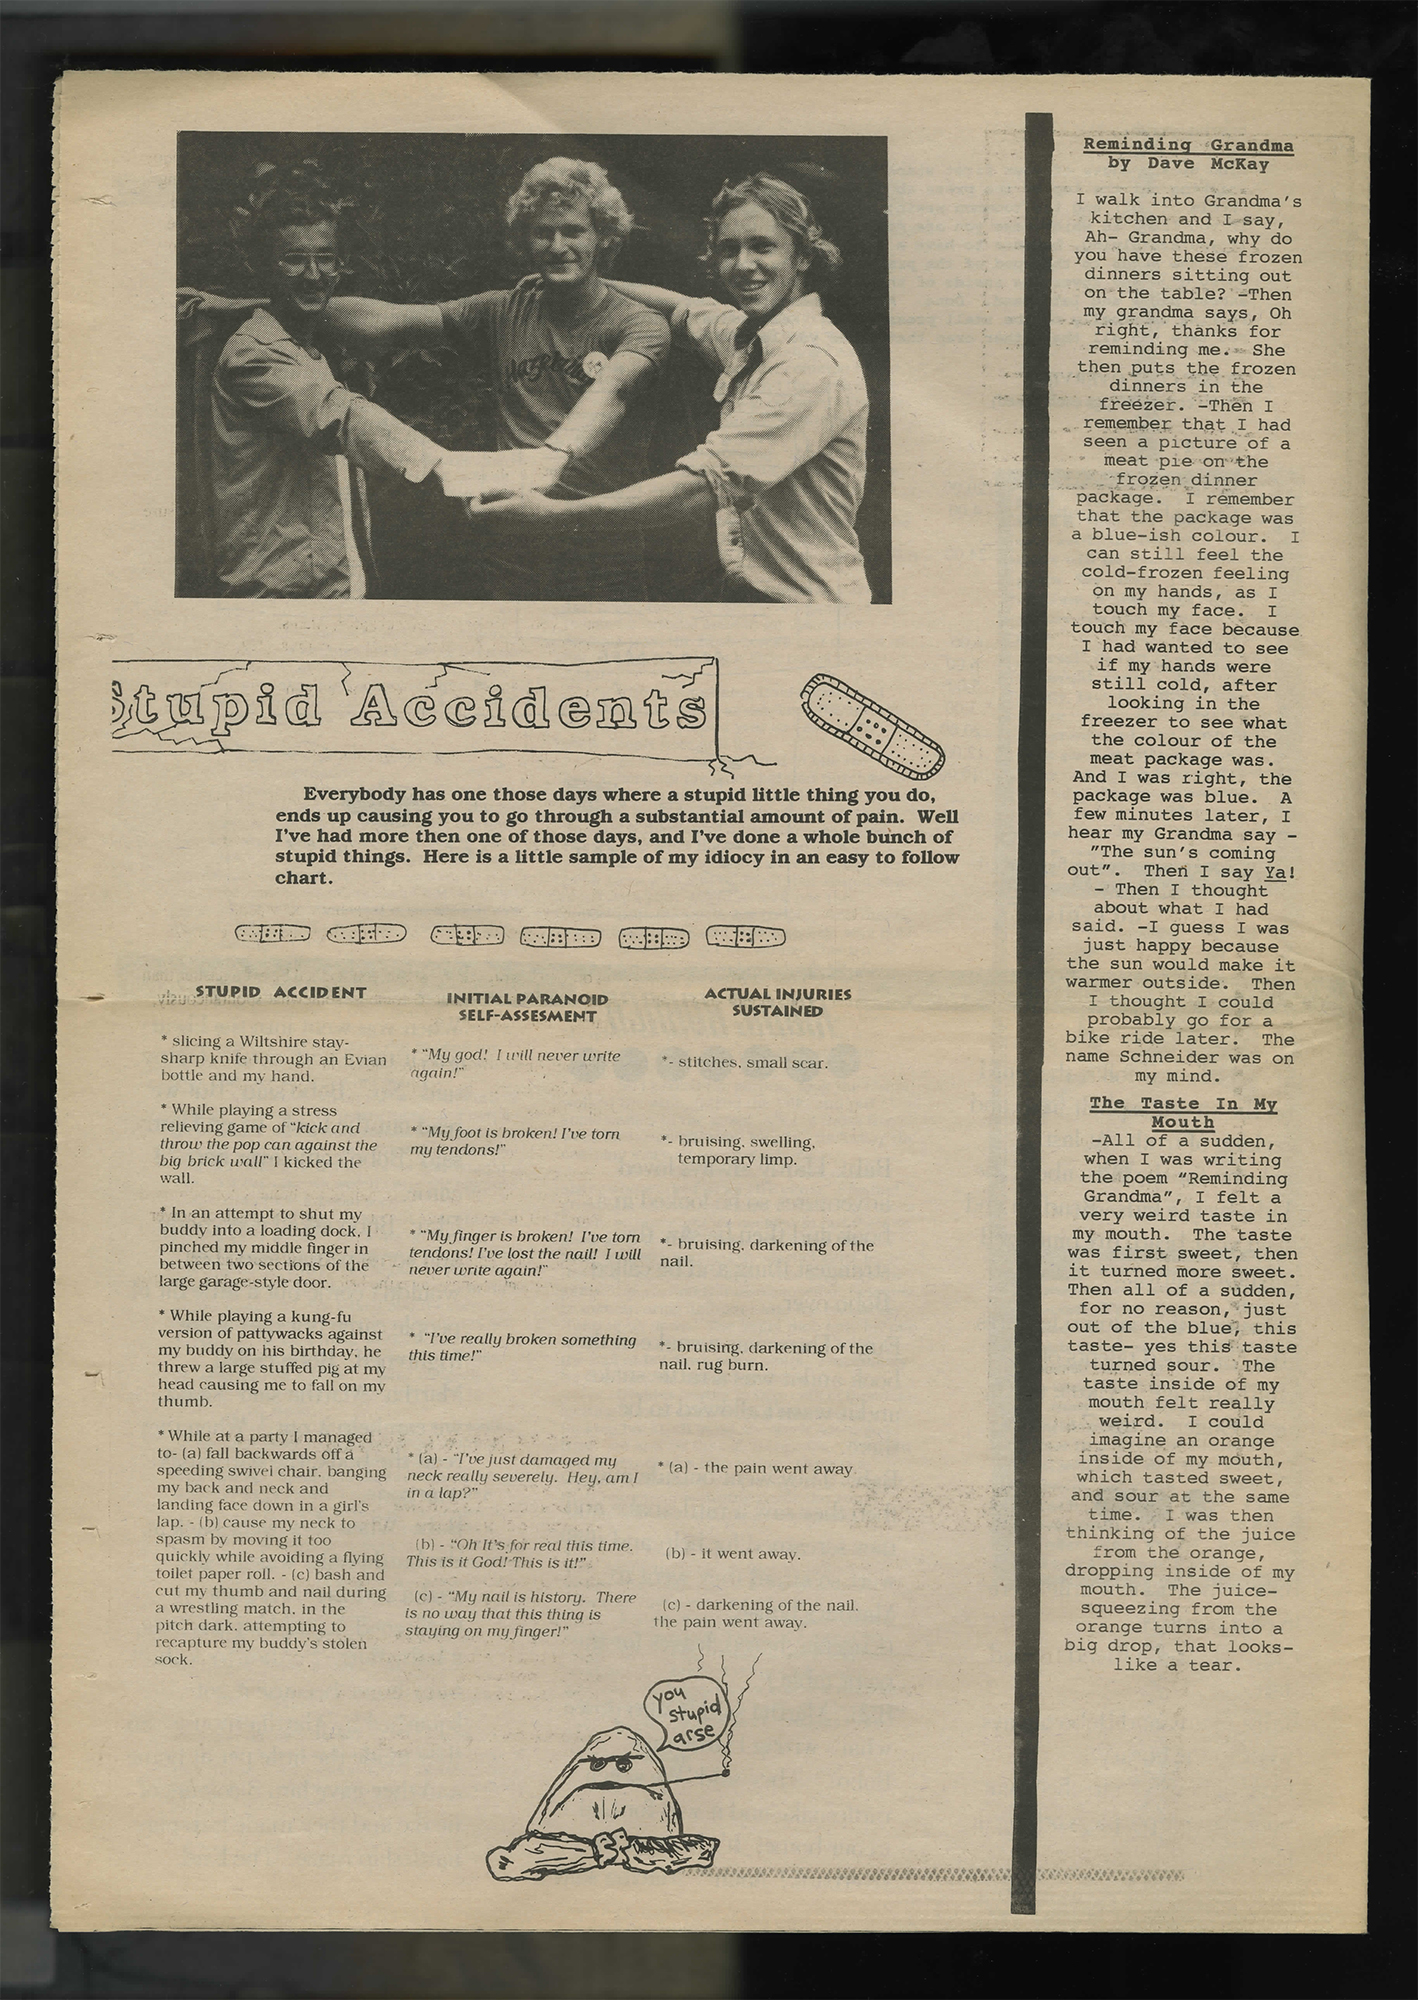 Stupid Accidents
Everybody has one those days where a stupid little thing you do,
ends up causing you to go through a substantial amount of pain.  Well
I've had more then one of those days, and I've done a whole bunch of
stupid things.  Here is a little sample of my idiocy in an easy to follow
chart.
STUPID ACCIDENT
* slicing a Wiltshire stay-
sharp knife through an Evian
bottle and my hand.
* While playing a stress
relieving game of "kick and
throw the pop can against the
big brick wall" I kicked the
wall.
* In an attempt to shut my
buddy into a loading dock, I
pinched my middle finger in
between two sections of the
large garage-style door.
* While playing a kung-fu
version of pattywacks against
my buddy on his birthday, he
threw a large stuffed pig at my
head causing me to fall on my
thumb.
* While at a party I managed
to- (a) fall backwards off a
speeding swivel chair, banging
my back and neck and
landing face down in a girl's
lap. - (b) cause my neck to
spasm by moving it too
quickly while avoiding a flying
toilet paper roll. - (c) bash and
cut my thumb and nail during
a wrestling match, in the
pitch dark, attempting to
recapture my buddy's stolen
sock.
INITIAL PARANOID
SELF-ASSESMENT
* "My god!  I will never write
again!"
* "My foot is broken! I've torn
my tendons!"
* "My finger is broken!  I've torn
tendons! I've lost the nail!  I will
never write again!"
* "I've really broken something
this time!"
* (a) - "I've just damaged my
neck really severely.  Hey, am I
in a lap?"
(b) - "Oh It's for real this time.
This is it God! This is it!"
(c) - "My nail is history.  There
is no way that this thing is
staying on my finger!"
ACTUAL INJURIES
SUSTAINED
*- stitches, small scar.
*- bruising, swelling,
temporary limp.
*- bruising, darkening of the
nail.
*- bruising, darkening of the
nail, rug burn.
* (a) - the pain went away
(b) - it went away.
(c) - darkening of the nail.
the pain went away.
you
stupid
arse
Reminding Grandma
by Dave McKay
I walk into Grandma's
kitchen and I say,
Ah- Grandma, why do
you have these frozen
dinners sitting out
on the table? -Then
my grandma says, Oh
right, thanks for
reminding me.  She
then puts the frozen
dinners in the
freezer. -Then I
remember that I had
seen a picture of a
meat pie on the
frozen dinner
package.  I remember
that the package was
a blue-ish colour.  I
can still feel the
cold-frozen feeling
on my hands, as I
touch my face.  I
touch my face because
I had wanted to see
if my hands were
still cold, after
looking in the
freezer to see what
the colour of the
meat package was.
And I was right, the
package was blue.  A
few minutes later, I
hear my Grandma say -
"The sun's coming
out".  Then I say Ya!
- Then I thought
about what I had
said. -I guess I was
just happy because
the sun would make it
warmer outside.  Then
I thought I could
probably go for a
bike ride later.  The
name Schneider was on
my mind.
The Taste In My
Mouth
-All of a sudden,
when I was writing
the poem "Reminding
Grandma", I felt a
very weird taste in
my mouth.  The taste
was first sweet, then
it turned more sweet.
Then all of a sudden,
for no reason, just
out of the blue, this
taste- yes this taste
turned sour.  The
taste inside of my
mouth felt really
weird.  I could
imagine an orange
inside of my mouth,
which tasted sweet,
and sour at the same
time.  I was then
thinking of the juice
from the orange,
dropping inside of my
mouth.  The juice-
squeezing from the
orange turns into a
big drop, that looks-
like a tear.